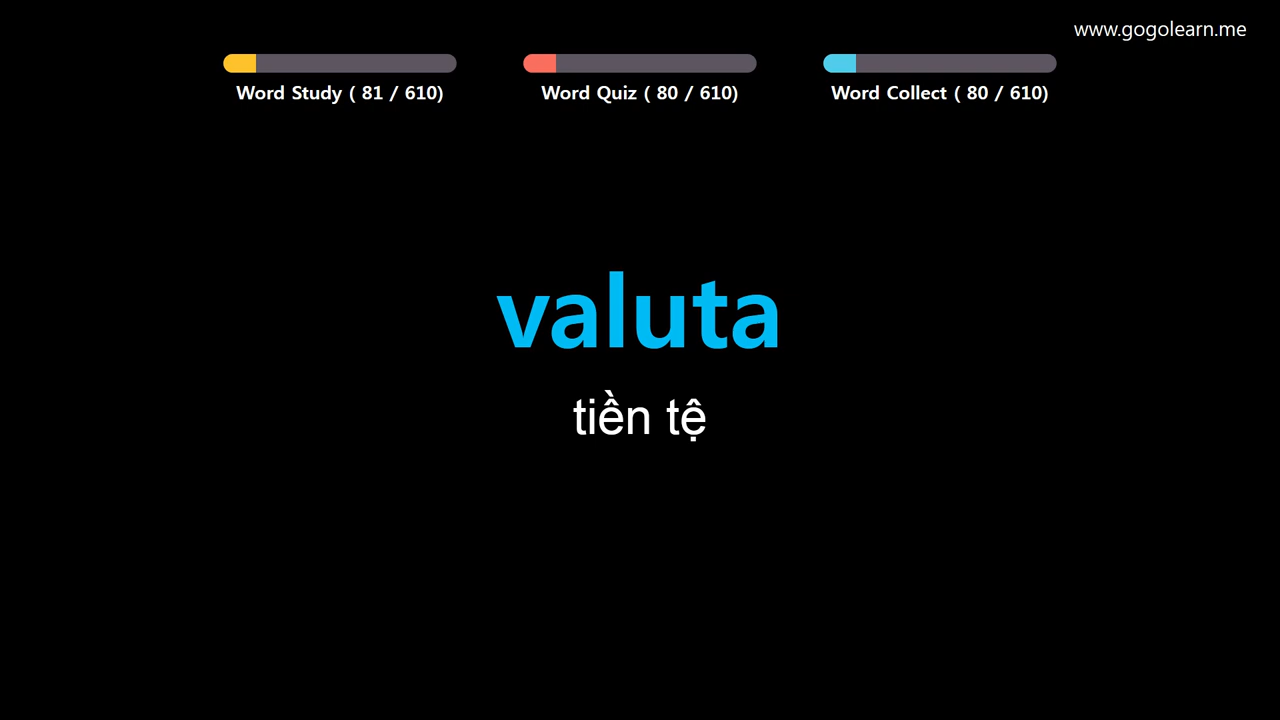 www.gogolearn.me
Word Study ( 81 / 610)
Word Quiz ( 80 / 610)
Word Collect ( 80 / 610)
valuta
tiền tệ